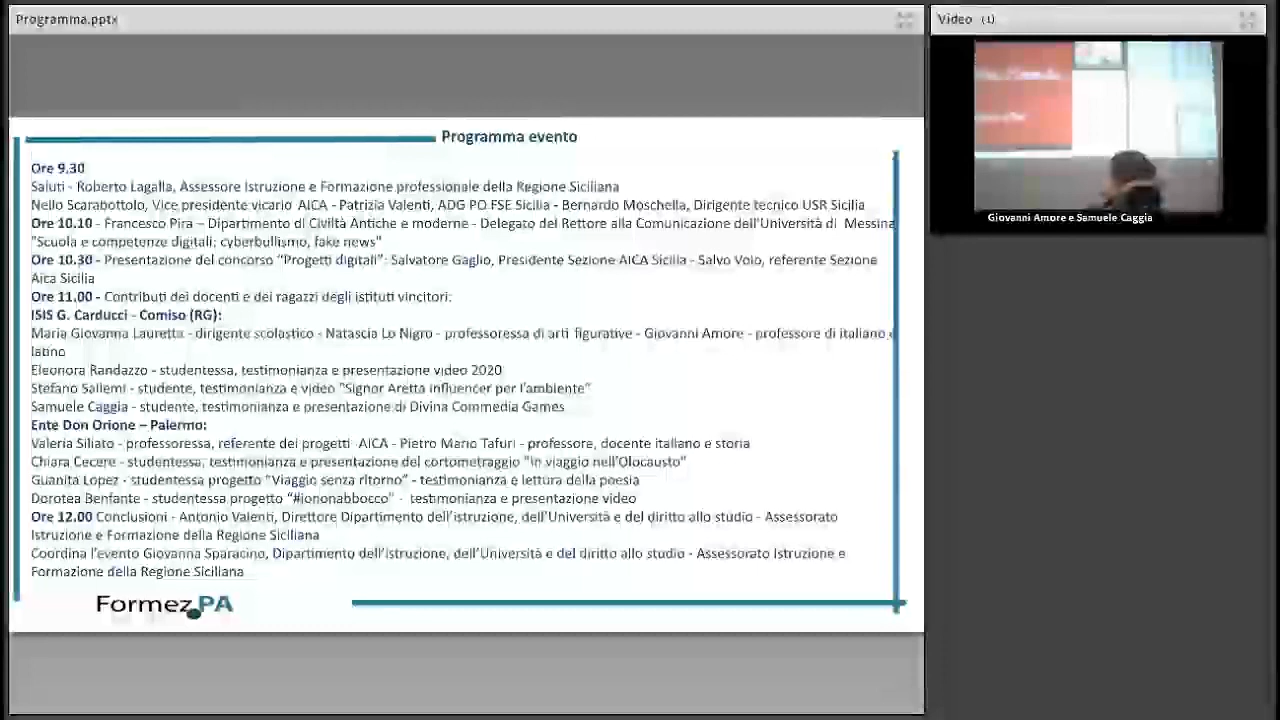 Programma.pptx
Video (1)
Giovanni Amore e Samuele Caggia
Programma evento
Ore 9.30
Saluti - Roberto Lagalla, Assessore Istruzione e Formazione professionale della Regione Siciliana
Nello Scarabottolo, Vice presidente vicario AICA - Patrizia Valenti, ADG PO FSE Sicilia - Bernardo Moschella, Dirigente tecnico USR Sicilia
Ore 10.10 - Francesco Pira – Dipartimento di Civiltà Antiche e moderne - Delegato del Rettore alla Comunicazione dell'Università di Messina
"Scuola e competenze digitali: cyberbullismo, fake news"
Ore 10.30 - Presentazione del concorso "Progetti digitali": Salvatore Gaglio, Presidente Sezione AICA Sicilia - Salvo Volo, referente Sezione
Aica Sicilia
Ore 11.00 - Contributi dei docenti e dei ragazzi degli istituti vincitori:
ISIS G. Carducci - Comiso (RG):
Maria Giovanna Lauretta - dirigente scolastico - Natascia Lo Nigro - professoressa di arti figurative - Giovanni Amore - professore di italiano e
latino
Eleonora Randazzo - studentessa, testimonianza e presentazione video 2020
Stefano Sallemi - studente, testimonianza e video "Signor Aretta influencer per l'ambiente"
Samuele Caggia - studente, testimonianza e presentazione di Divina Commedia Games
Ente Don Orione – Palermo:
Valeria Siliato - professoressa, referente dei progetti AICA - Pietro Mario Tafuri - professore, docente italiano e storia
Chiara Cecere - studentessa, testimonianza e presentazione del cortometraggio "In viaggio nell'Olocausto"
Guanita Lopez - studentessa progetto "Viaggio senza ritorno" - testimonianza e lettura della poesia
Dorotea Benfante - studentessa progetto "#iononabbocco" - testimonianza e presentazione video
Ore 12.00 Conclusioni - Antonio Valenti, Direttore Dipartimento dell'istruzione, dell'Università e del diritto allo studio - Assessorato
Istruzione e Formazione della Regione Siciliana
Coordina l'evento Giovanna Sparacino, Dipartimento dell'istruzione, dell'Università e del diritto allo studio - Assessorato Istruzione e
Formazione della Regione Siciliana
Formez PA